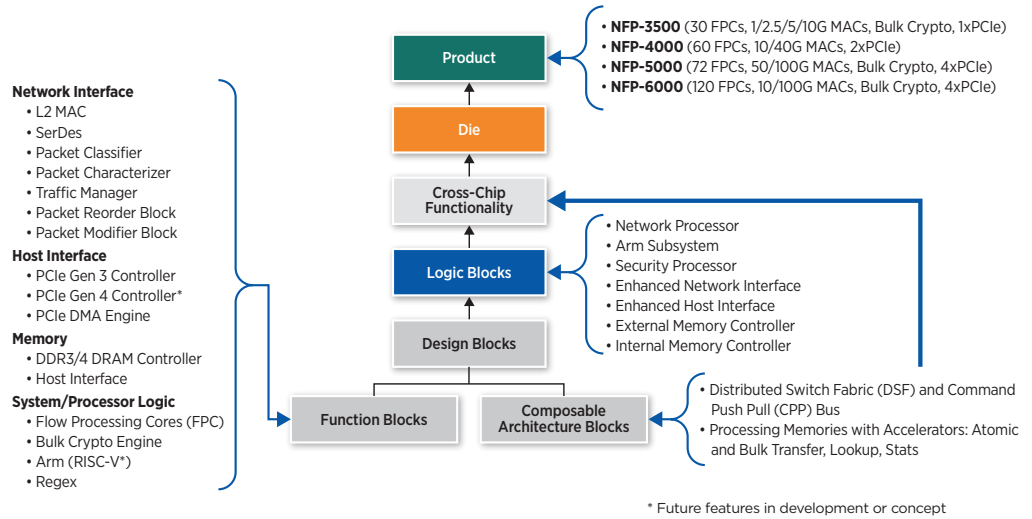 Network Interface
• L2 MAC
• SerDes
• Packet Classifier
• Packet Characterizer
• Traffic Manager
• Packet Reorder Block
• Packet Modifier Block
Host Interface
• PCIe Gen 3 Controller
• PCIe Gen 4 Controller*
• PCIe DMA Engine
Memory
• DDR3/4 DRAM Controller
• Host Interface
System/Processor Logic
• Flow Processing Cores (FPC)
• Bulk Crypto Engine
• Arm (RISC-V*)
• Regex
Product
Die
Cross-Chip
Functionality
Logic Blocks
Design Blocks
Function Blocks
Composable
Architecture Blocks
• NFP-3500 (30 FPCs, 1/2.5/5/10G MACs, Bulk Crypto, 1xPCIe)
• NFP-4000 (60 FPCs, 10/40G MACs, 2xPCIe)
• NFP-5000 (72 FPCs, 50/100G MACs, Bulk Crypto, 4xPCIe)
• NFP-6000 (120 FPCs, 10/100G MACs, Bulk Crypto, 4xPCIe)
• Network Processor
• Arm Subsystem
• Security Processor
• Enhanced Network Interface
• Enhanced Host Interface
• External Memory Controller
• Internal Memory Controller
• Distributed Switch Fabric (DSF) and Command
Push Pull (CPP) Bus
• Processing Memories with Accelerators: Atomic
and Bulk Transfer, Lookup, Stats
* Future features in development or concept